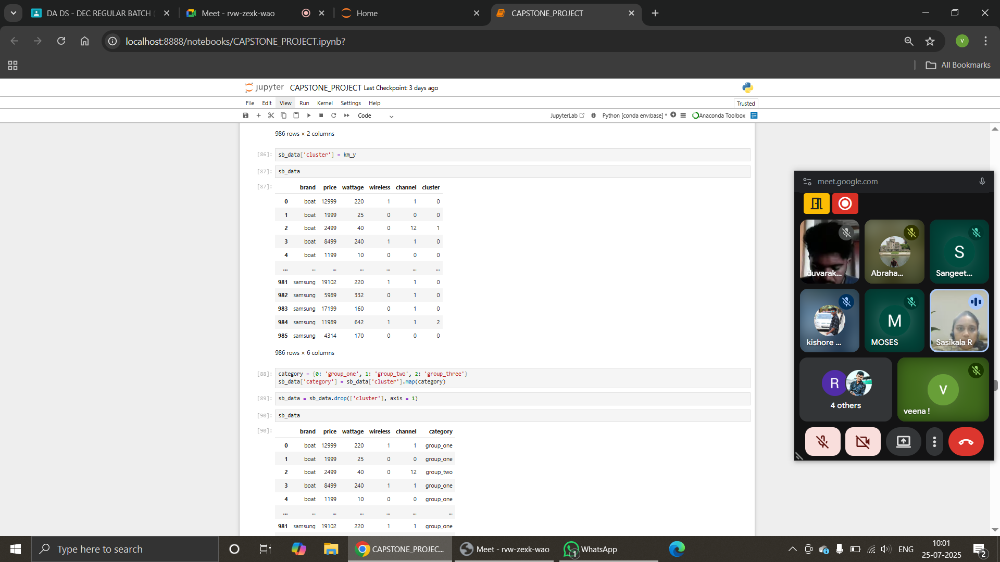 DA DS - DEC REGULAR BATCH (
Meet - rvw-zexk-wao
Home
CAPSTONE_PROJECT
localhost:8888/notebooks/CAPSTONE_PROJECT.ipynb?
V
All Bookmarks
jupyter CAPSTONE_PROJECT Last Checkpoint: 3 days ago
File Edit View Run Kernel Settings Help
Trusted
Code
JupyterLab Python [conda env:base] * Anaconda Toolbox
986 rows × 2 columns
[86]: sb_data['cluster'] = km_y
[87]: sb_data
[87]: brand price wattage wireless channel cluster
0 boat 12999 220 1 1 0
1 boat 1999 25 0 0 0
2 boat 2499 40 0 12 1
3 boat 8499 240 1 1 0
4 boat 1199 10 0 0 0
... ... ... ... ... ... ...
981 samsung 19102 220 1 1 0
982 samsung 5989 332 0 1 0
983 samsung 17199 160 0 1 0
984 samsung 11989 642 1 1 2
985 samsung 4314 170 0 0 0
986 rows × 6 columns
[88]: category = {0: 'group_one', 1: 'group_two', 2: 'group_three'}
sb_data['category'] = sb_data['cluster'].map(category)
[89]: sb_data = sb_data.drop(['cluster'], axis = 1)
[90]: sb_data
[90]: brand price wattage wireless channel category
0 boat 12999 220 1 1 group_one
1 boat 1999 25 0 0 group_one
2 boat 2499 40 0 12 group_two
3 boat 8499 240 1 1 group_one
4 boat 1199 10 0 0 group_one
... ... ... ... ... ... ...
981 samsung 19102 220 1 1 group_one
meet.google.com
duvarak...
Abraha...
S
Sangeet...
kishore ...
M
MOSES
Sasikala R
R
4 others
V
veena !
Type here to search
CAPSTONE_PROJEC...
Meet - rvw-zexk-wao
1
WhatsApp
ENG
10:01
25-07-2025
2